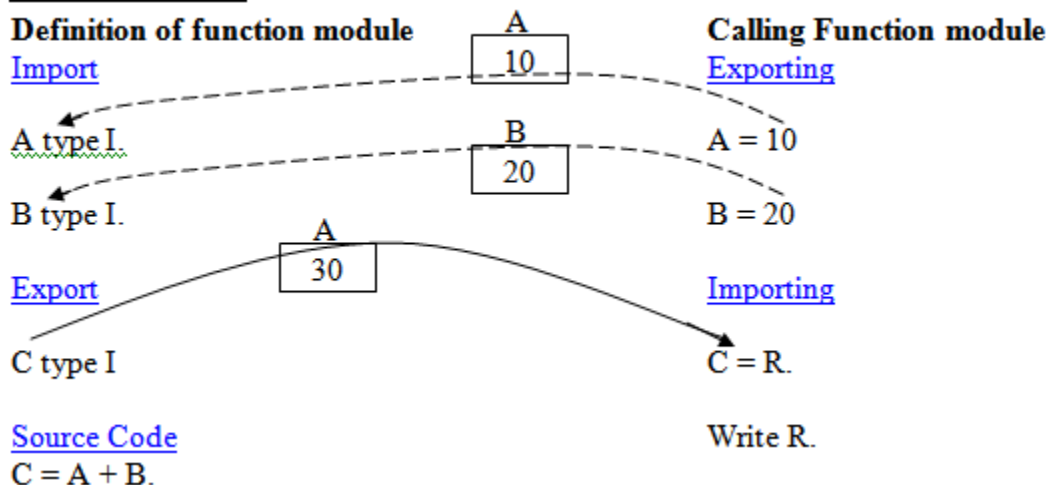 Definition of function module
A
Calling Function module
Import
10
Exporting
A type I.
B
A = 10
20
B type I.
B = 20
A
30
Export
Importing
C type I
C = R.
Source Code
Write R.
C = A + B.